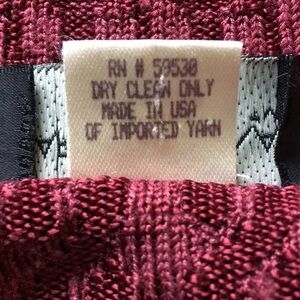 RN # 59530
DRY CLEAN ONLY
MADE IN USA
OF IMPORTED YARN